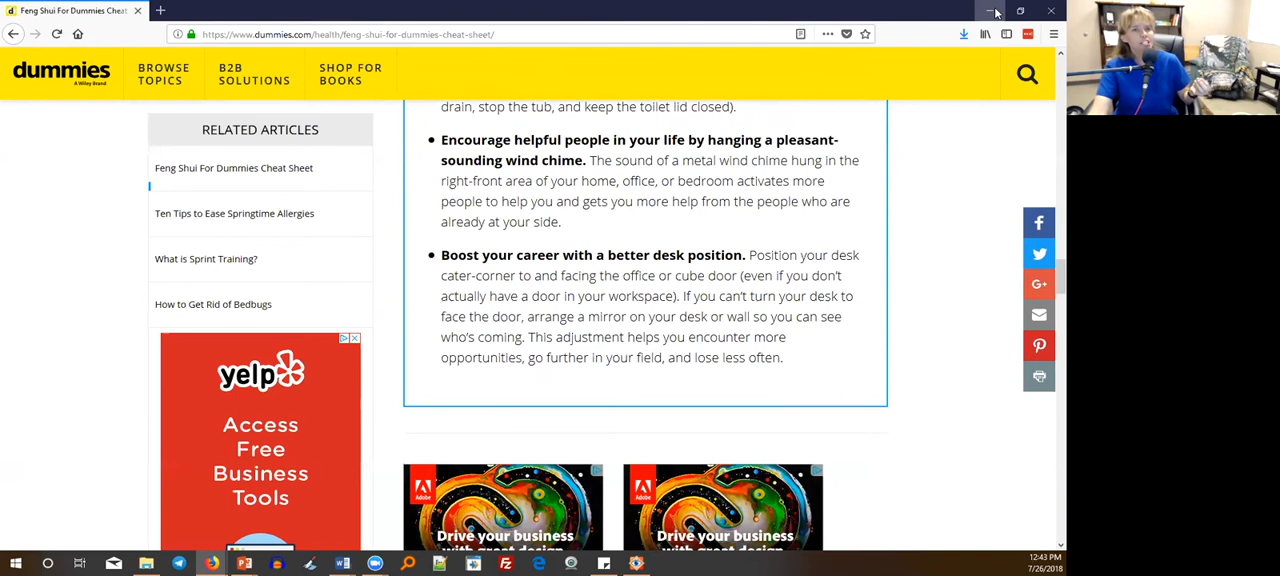 Feng Shui For Dummies Cheat
https://www.dummies.com/health/feng-shui-for-dummies-cheat-sheet/
dummies
A Wiley Brand
BROWSE
TOPICS
B2B
SOLUTIONS
SHOP FOR
BOOKS
RELATED ARTICLES
Feng Shui For Dummies Cheat Sheet
Ten Tips to Ease Springtime Allergies
What is Sprint Training?
How to Get Rid of Bedbugs
yelp
Access
Free
Business
Tools
drain, stop the tub, and keep the toilet lid closed).
• Encourage helpful people in your life by hanging a pleasant-
sounding wind chime. The sound of a metal wind chime hung in the
right-front area of your home, office, or bedroom activates more
people to help you and gets you more help from the people who are
already at your side.
• Boost your career with a better desk position. Position your desk
cater-corner to and facing the office or cube door (even if you don't
actually have a door in your workspace). If you can't turn your desk to
face the door, arrange a mirror on your desk or wall so you can see
who's coming. This adjustment helps you encounter more
opportunities, go further in your field, and lose less often.
Adobe
Drive your business
with great design
Adobe
Drive your business
with great design
G+
12:43 PM
7/26/2018